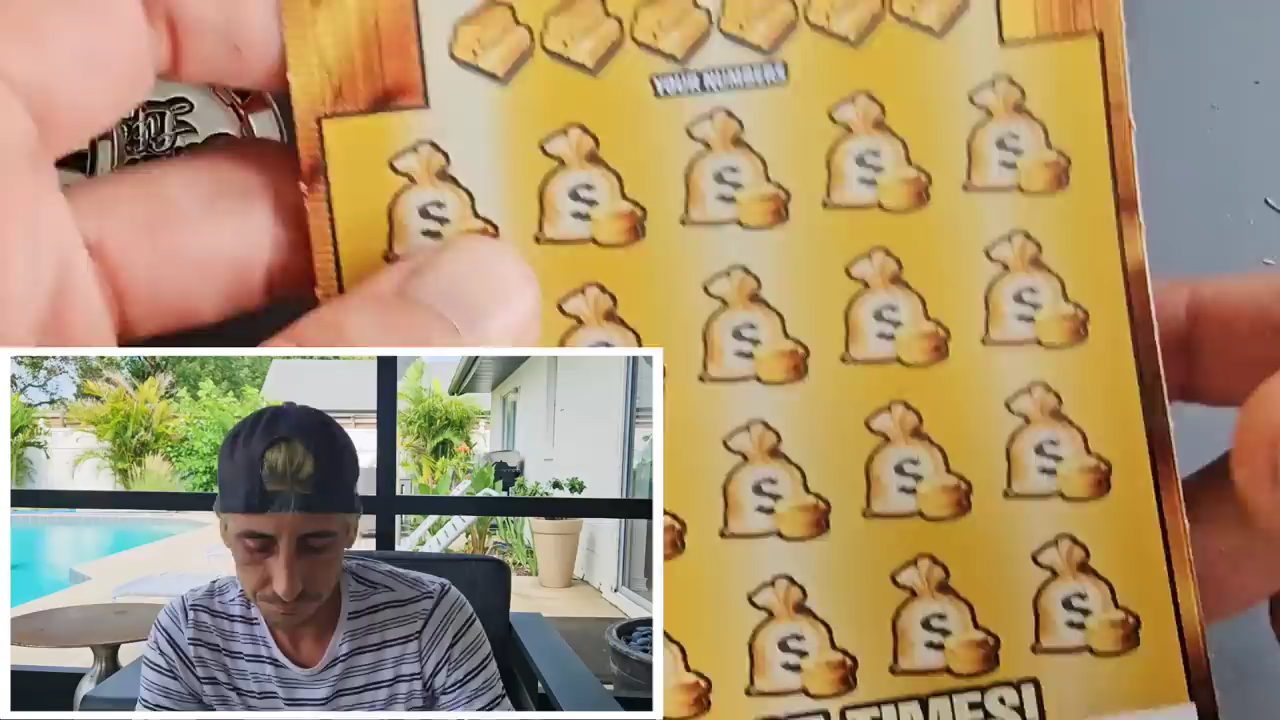 YOUR NUMBERS
$ $ $ $ $
$ $ $ $
$ $ $
$ $ $
TIMES!